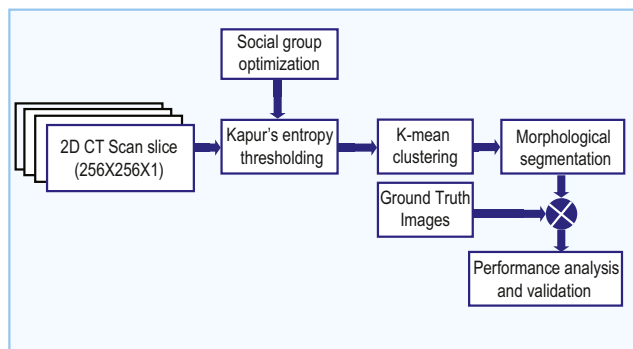 Social group
optimization
2D CT Scan slice
(256X256X1)
Kapur's entropy
thresholding
K-mean
clustering
Morphological
segmentation
Ground Truth
Images
Performance analysis
and validation